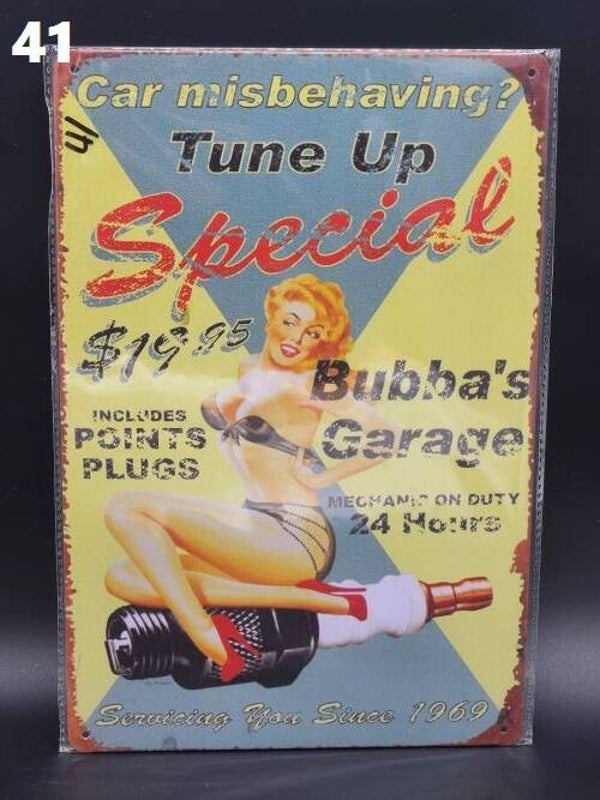 41
Car misbehaving?
Tune Up
Special
$19.95
Bubba's
Garage
INCLUDES
POINTS
PLUGS
MECHANIC ON DUTY
24 Hours
Servicing You Since 1969